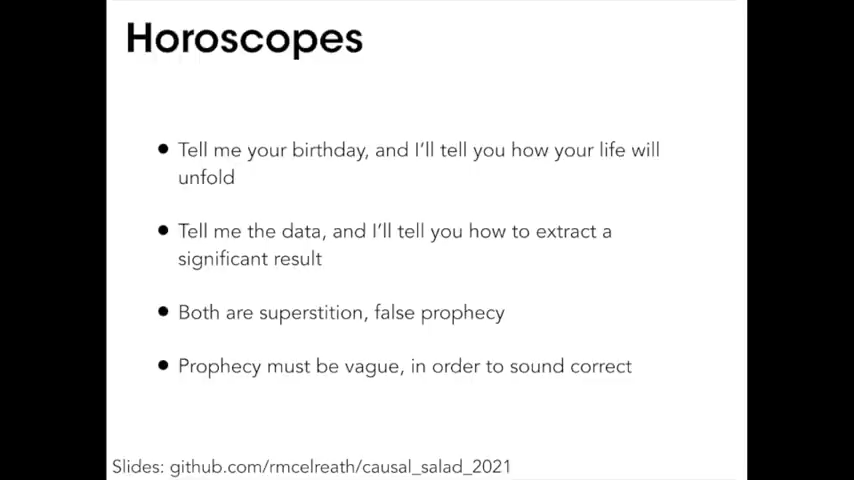 Horoscopes
• Tell me your birthday, and I'll tell you how your life will
unfold
• Tell me the data, and I'll tell you how to extract a
significant result
• Both are superstition, false prophecy
• Prophecy must be vague, in order to sound correct
Slides: github.com/rmcelreath/causal_salad_2021